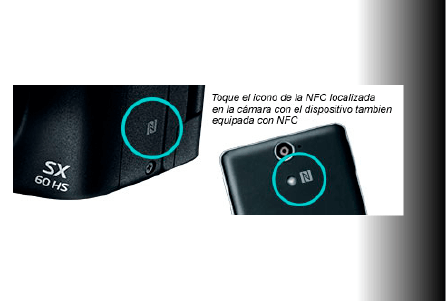 Toque el icono de la NFC localizada
en la cámara con el dispositivo tambien
equipada con NFC
SX
60 HS